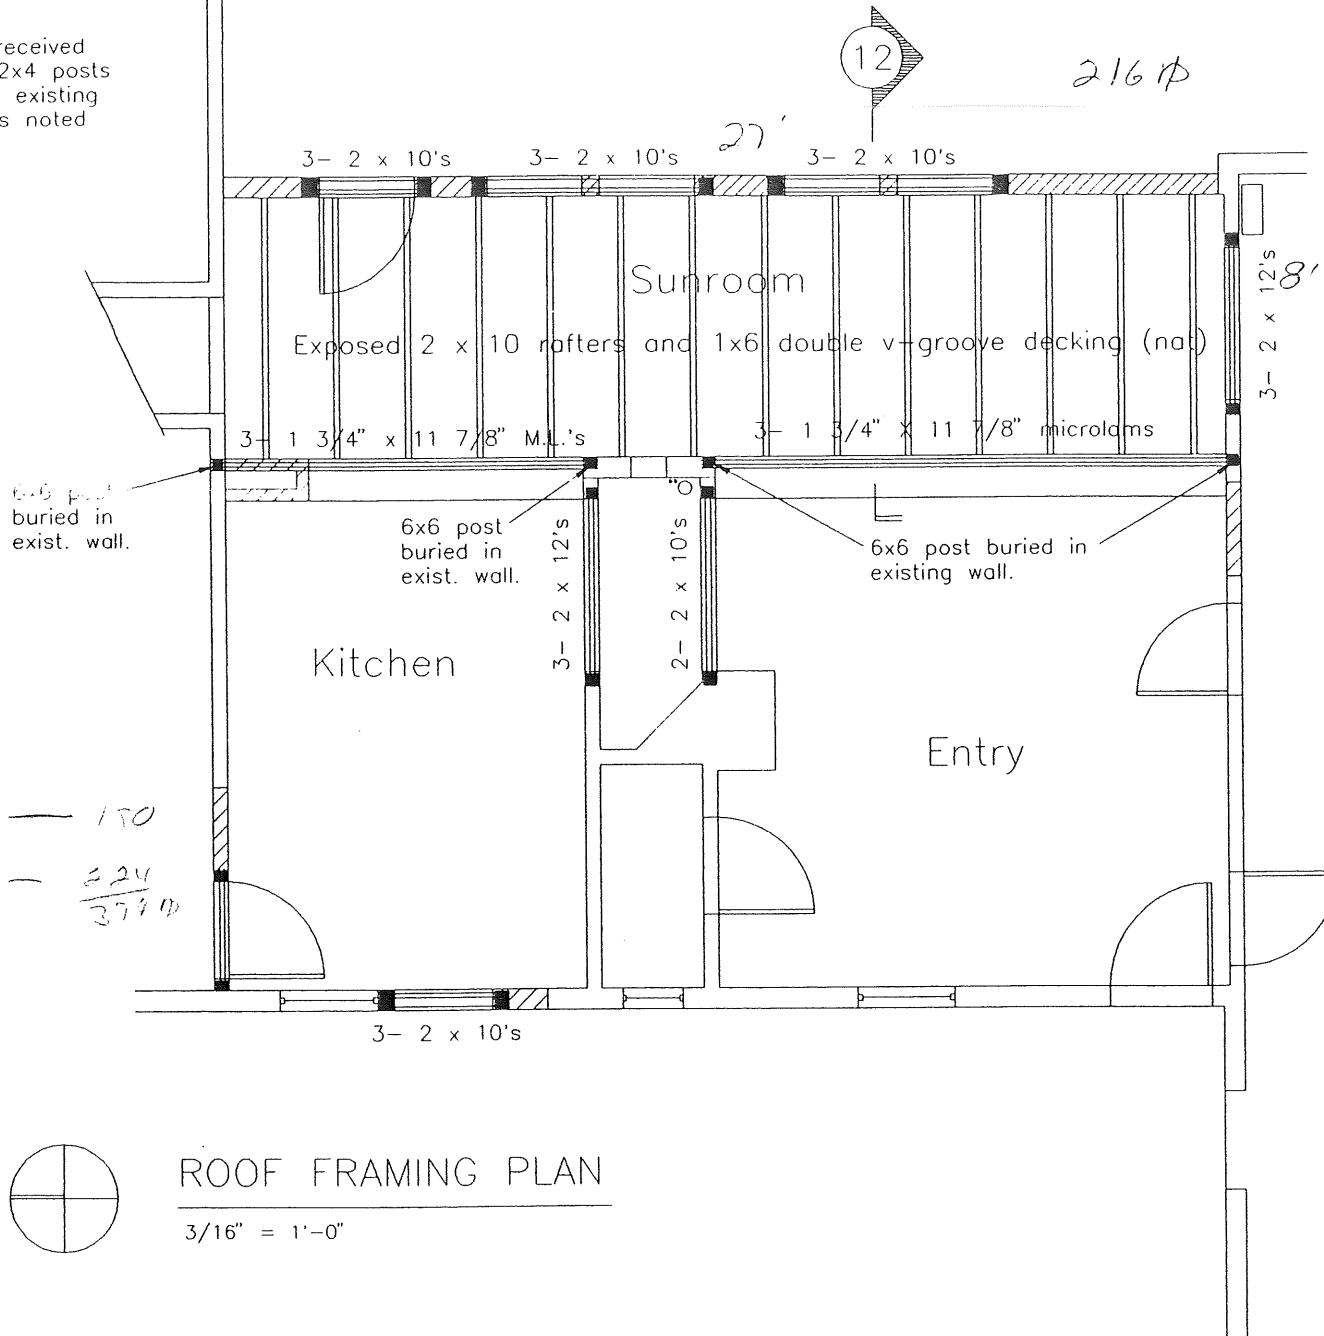 received
2x4 posts
existing
s noted
12
216
27'
3- 2 x 10's
3- 2 x 10's
3- 2 x 10's
Sunroom
3- 2 x 12's
8'
Exposed 2 x 10 rafters and 1x6 double v-groove decking (nat)
3- 1 3/4" x 11 7/8" M.L.'s
3- 1 3/4" X 11 7/8" microlams
6x6 post
buried in
exist. wall.
6x6 post
buried in
exist. wall.
3- 2 x 12's
2- 2 x 10's
"O
6x6 post buried in
existing wall.
Kitchen
Entry
150
224
3- 2 x 10's
ROOF FRAMING PLAN
3/16" = 1'-0"